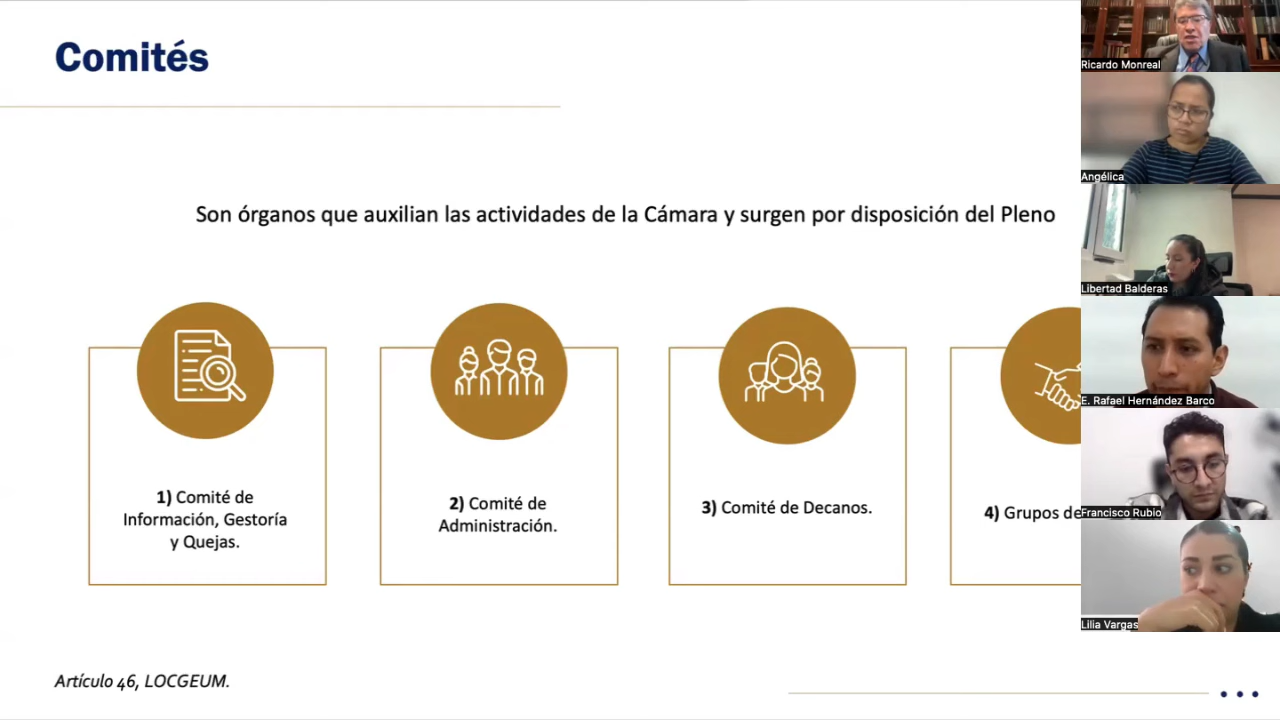 Comités
Son órganos que auxilian las actividades de la Cámara y surgen por disposición del Pleno
1) Comité de
Información, Gestoría
y Quejas.
2) Comité de
Administración.
3) Comité de Decanos.
4) Grupos de
Artículo 46, LOCGEUM.
Ricardo Monreal
Angélica
Libertad Balderas
E. Rafael Hernández Barco
Francisco Rubio
Lilia Vargas